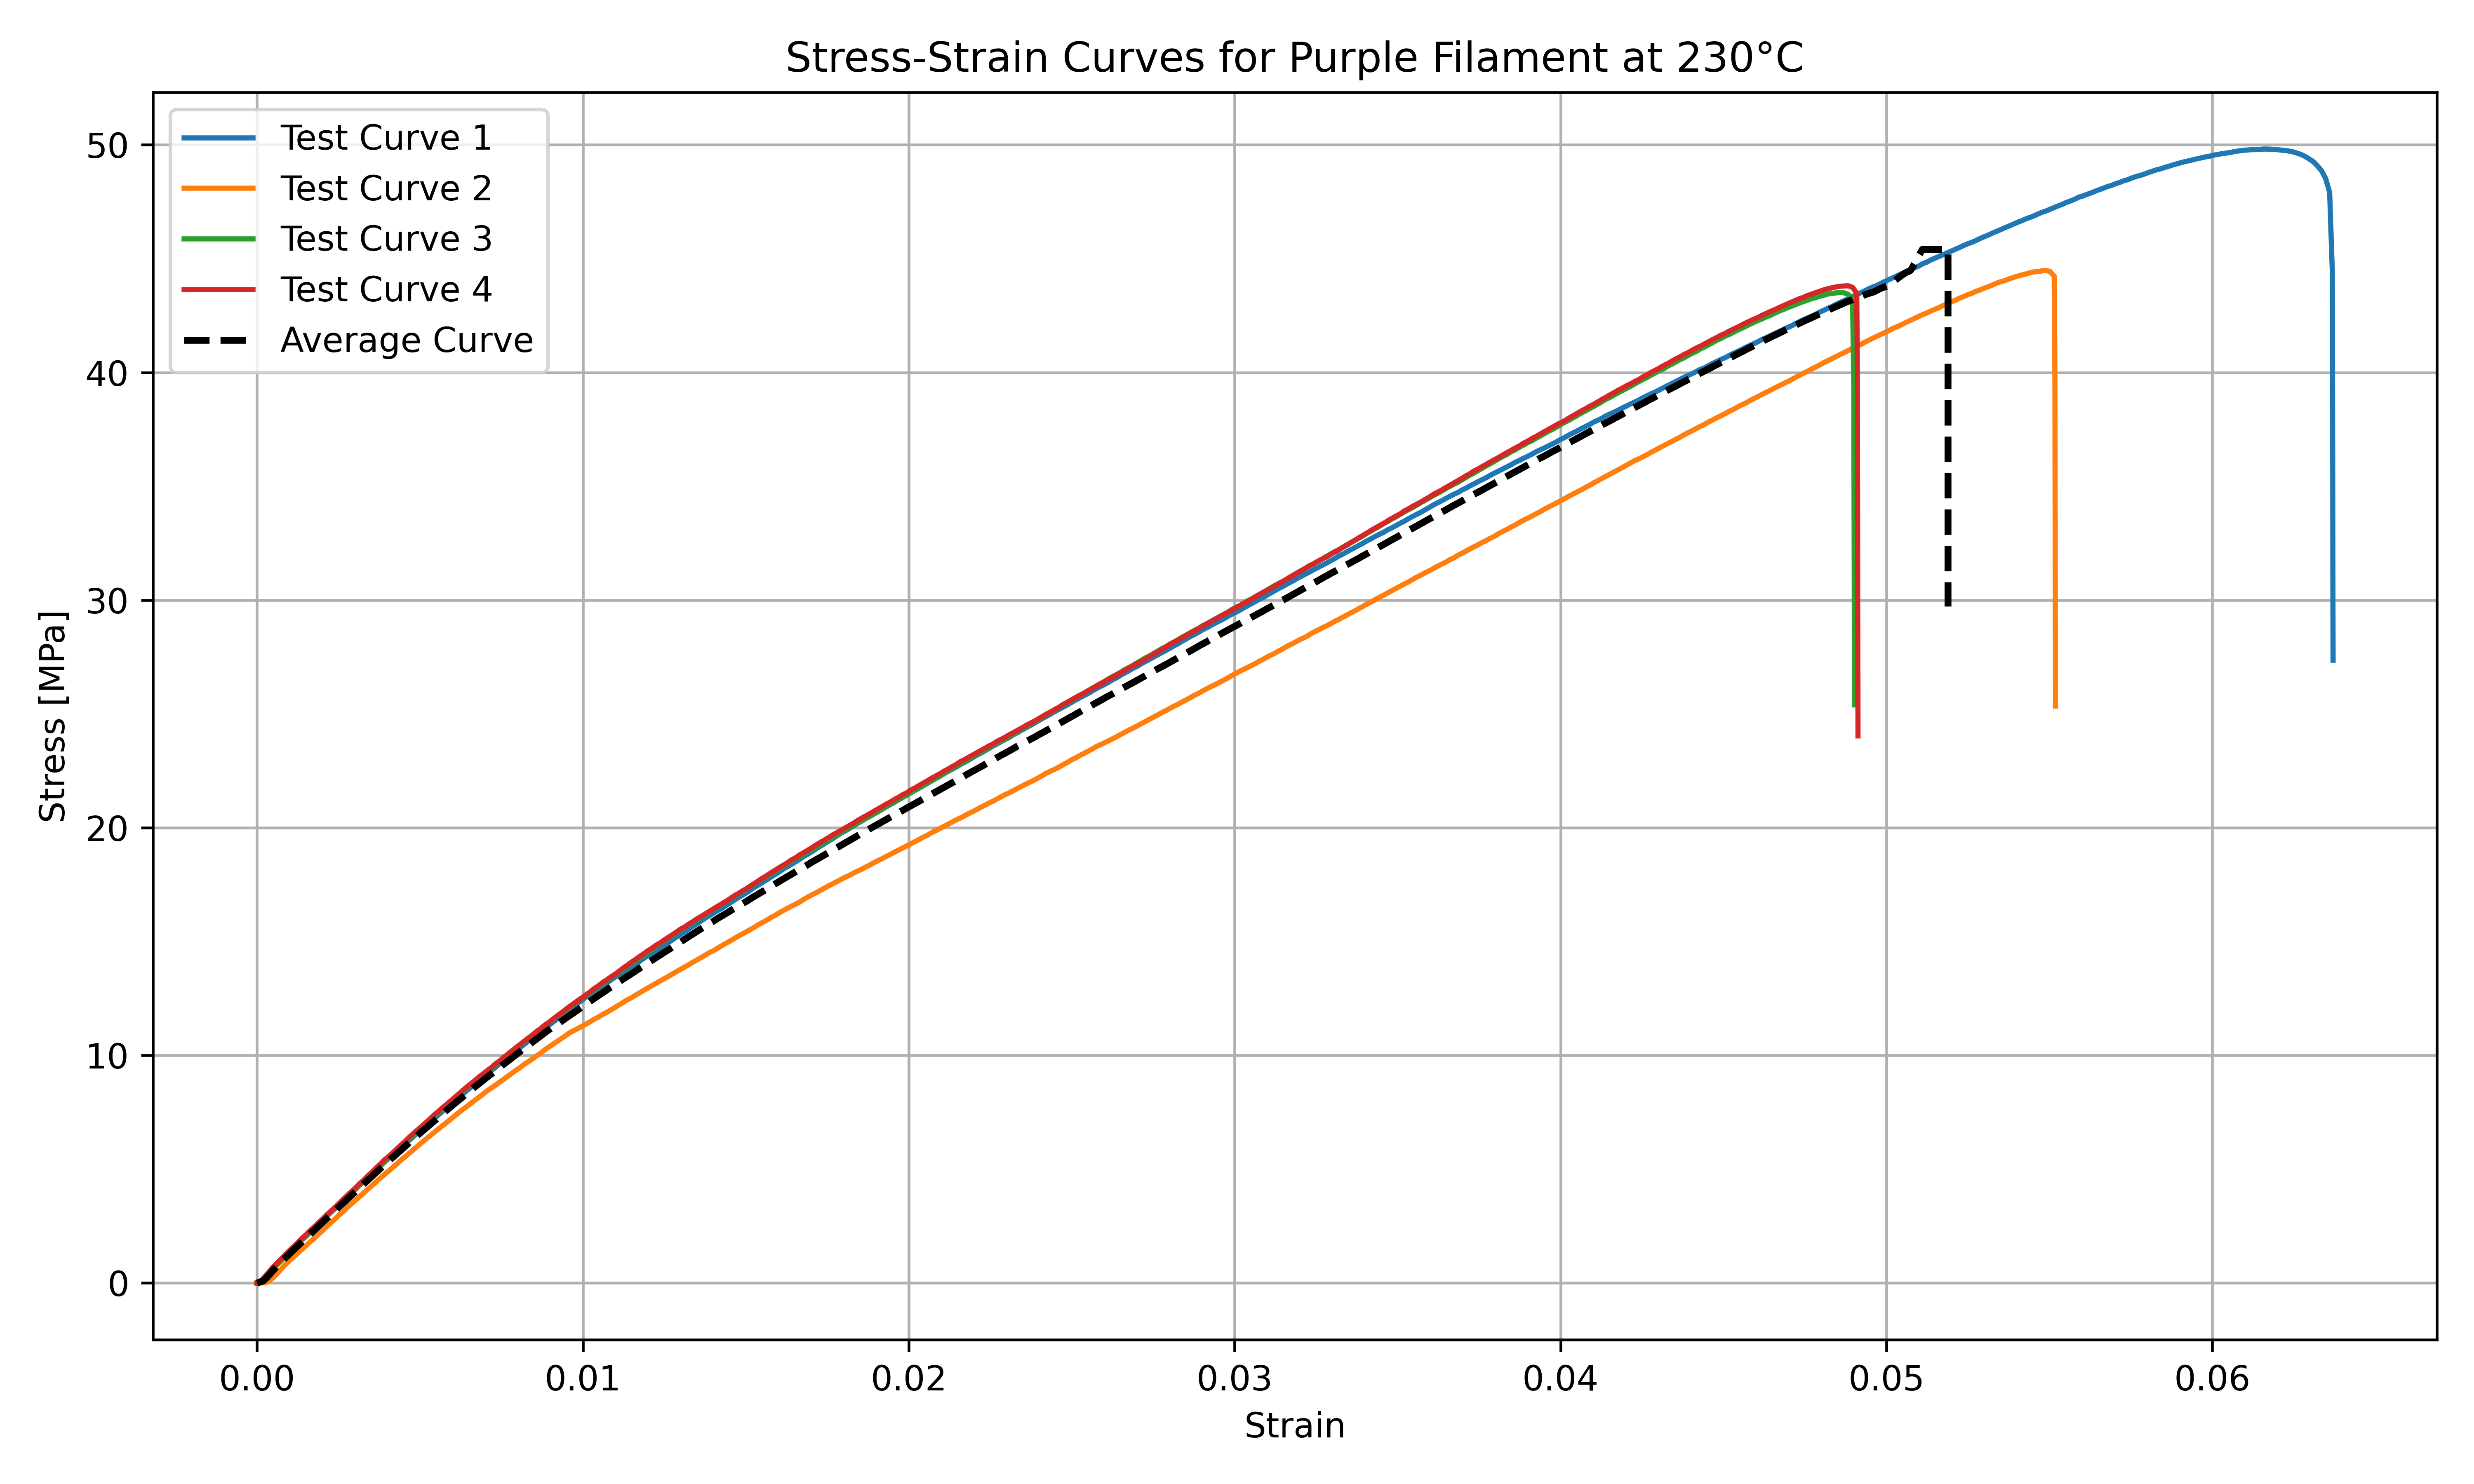 Stress-Strain Curves for Purple Filament at 230°C
Test Curve 1
Test Curve 2
Test Curve 3
Test Curve 4
Average Curve
Stress [MPa]
50
40
30
20
10
0
0.00 0.01 0.02 0.03 0.04 0.05 0.06
Strain